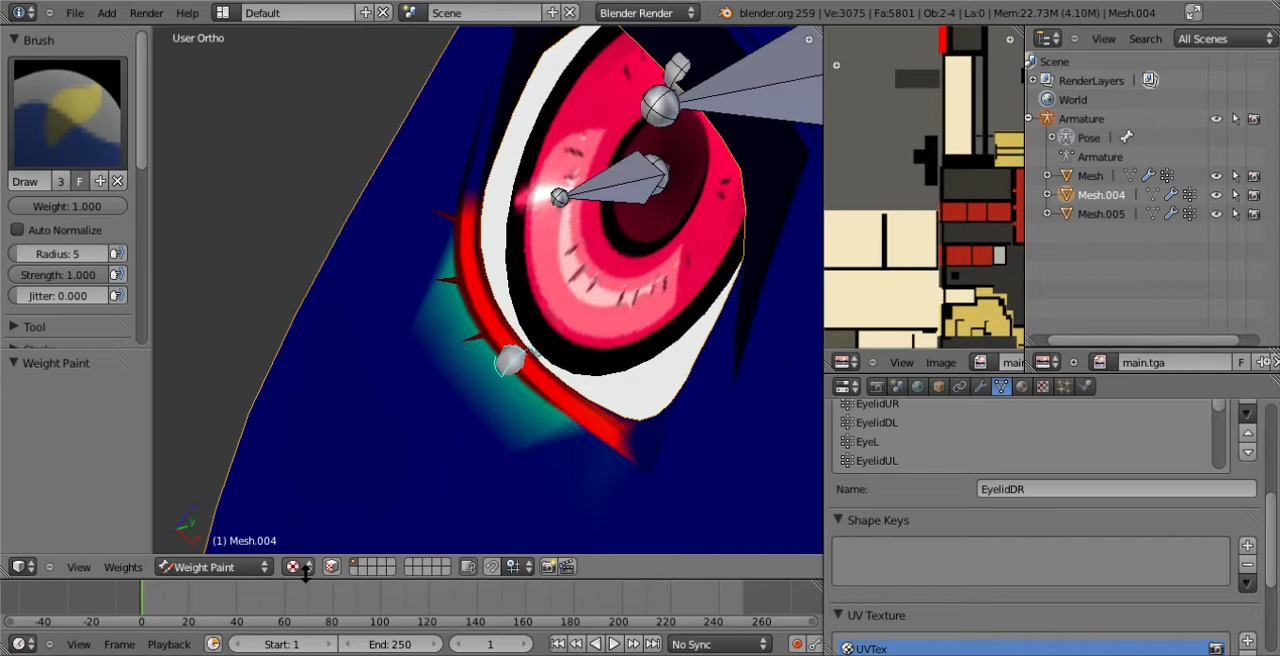 File Add Render Help Default Scene Blender Render blender.org 259 | Ve:3075 | Fa:5801 | Ob:2-4 | La:0 | Mem:22.73M (4.10M) | Mesh.004
Brush
Draw 3 F
Weight: 1.000
Auto Normalize
Radius: 5
Strength: 1.000
Jitter: 0.000
Tool
Weight Paint
User Ortho
(1) Mesh.004
View Weights Weight Paint
-40 -20 0 20 40 60 80 100 120 140 160 180 200 220 240 260
View Frame Playback Start: 1 End: 250 1 No Sync
View Image
View Search All Scenes
Scene
RenderLayers
World
Armature
Pose
Armature
Mesh
Mesh.004
Mesh.005
main.tga F
EyelidUR
EyelidDL
EyeL
EyelidUL
Name: EyelidDR
Shape Keys
UV Texture
UVTex